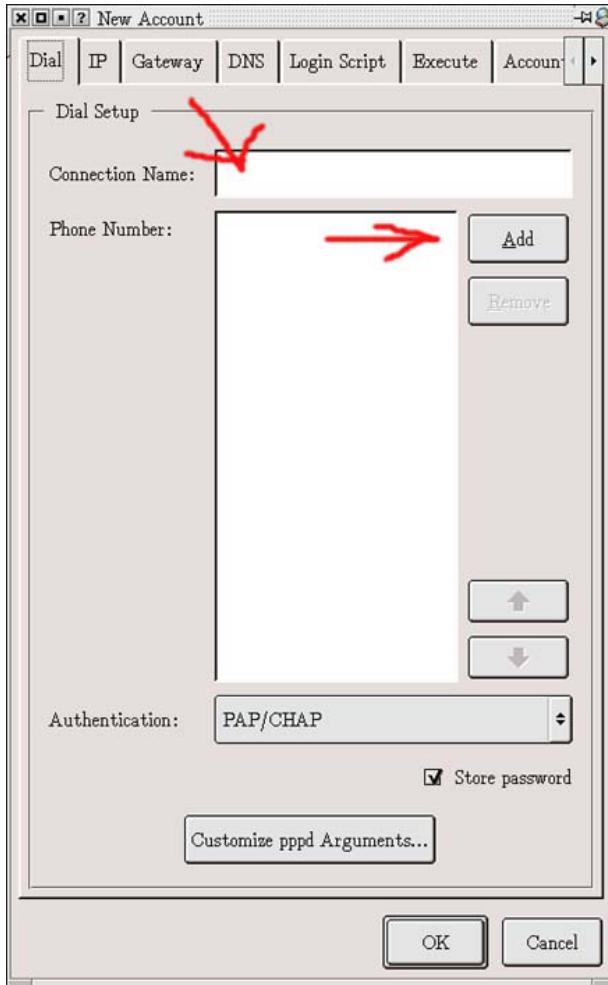 New Account
Dial IP Gateway DNS Login Script Execute Accoun
Dial Setup
Connection Name:
Phone Number:
Add
Remove
Authentication: PAP/CHAP
Store password
Customize pppd Arguments...
OK Cancel